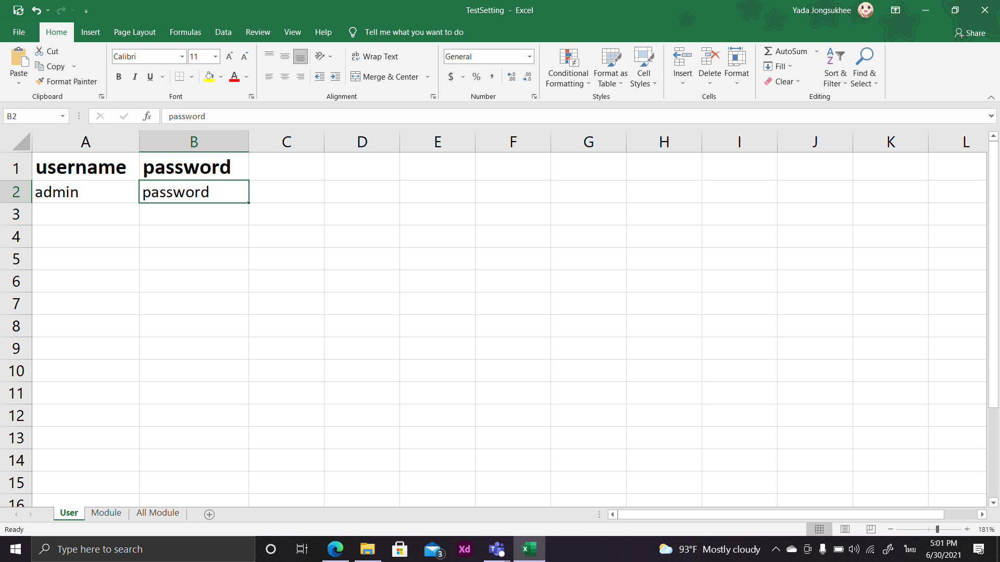 TestSetting - Excel
Yada Jongsukhee
File Home Insert Page Layout Formulas Data Review View Help Tell me what you want to do
Share
Paste
Cut
Copy
Format Painter
Clipboard
Calibri 11
B I U A
Font
ab Wrap Text
Merge & Center
Alignment
General
$ % , .00 .00
Number
Conditional Formatting
Format as Table
Cell Styles
Styles
Insert Delete Format
Cells
AutoSum
Fill
Clear
Sort & Filter
Find & Select
Editing
B2 fx password
A B C D E F G H I J K L
1 username password
2 admin password
3
4
5
6
7
8
9
10
11
12
13
14
15
16
User Module All Module
Ready
181%
Type here to search
3
Xd
93°F Mostly cloudy
ไทย
5:01 PM
6/30/2021